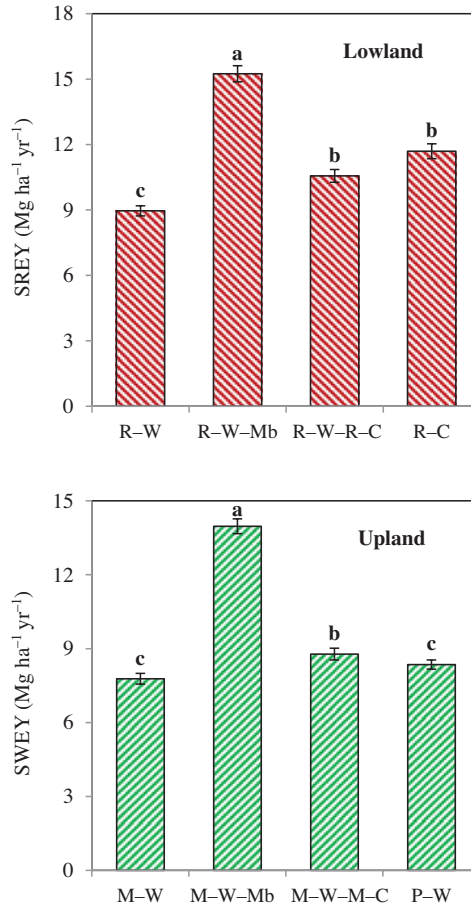 18
15
12
9
6
3
0
SREY (Mg ha⁻¹ yr⁻¹)
Lowland
c
a
b
b
R–W
R–W–Mb
R–W–R–C
R–C
15
12
9
6
3
0
SWEY (Mg ha⁻¹ yr⁻¹)
Upland
c
a
b
c
M–W
M–W–Mb
M–W–M–C
P–W